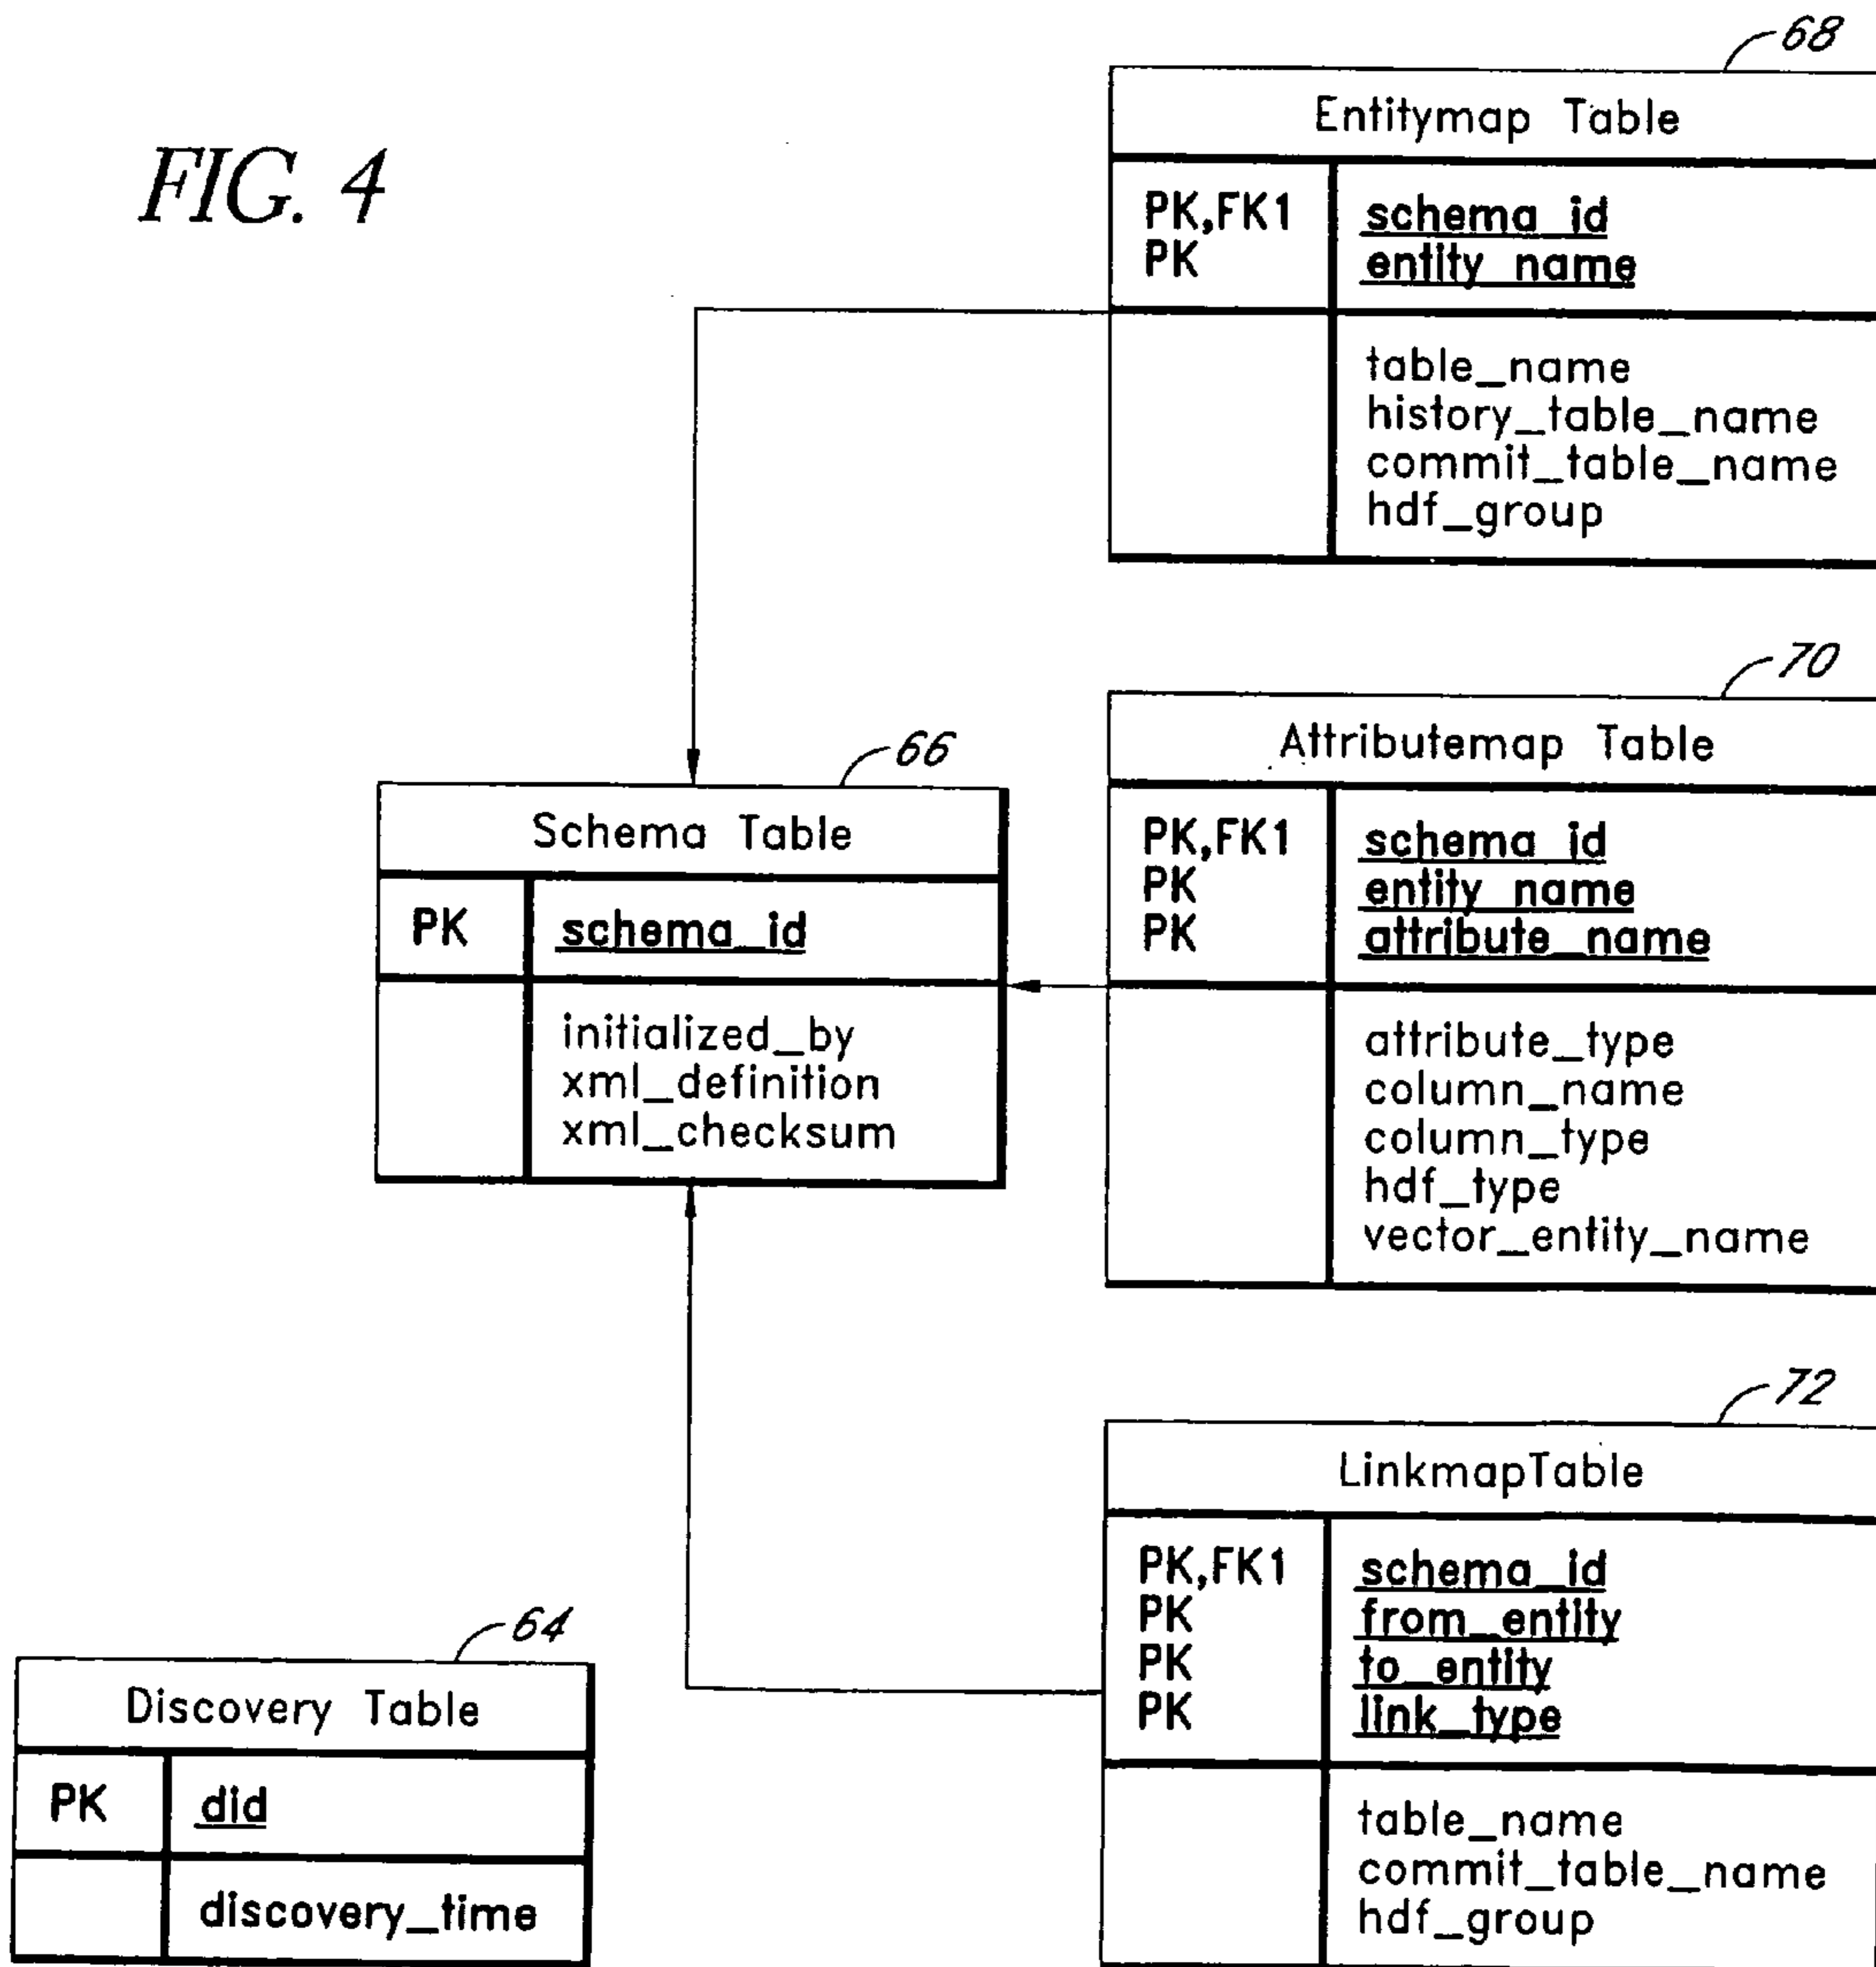 FIG. 4
68
Entitymap Table
PK,FK1 schema_id
PK entity_name
table_name
history_table_name
commit_table_name
hdf_group
70
Attributemap Table
PK,FK1 schema_id
PK entity_name
PK attribute_name
attribute_type
column_name
column_type
hdf_type
vector_entity_name
66
Schema Table
PK schema_id
initialized_by
xml_definition
xml_checksum
72
LinkmapTable
PK,FK1 schema_id
PK from_entity
PK to_entity
PK link_type
table_name
commit_table_name
hdf_group
64
Discovery Table
PK did
discovery_time